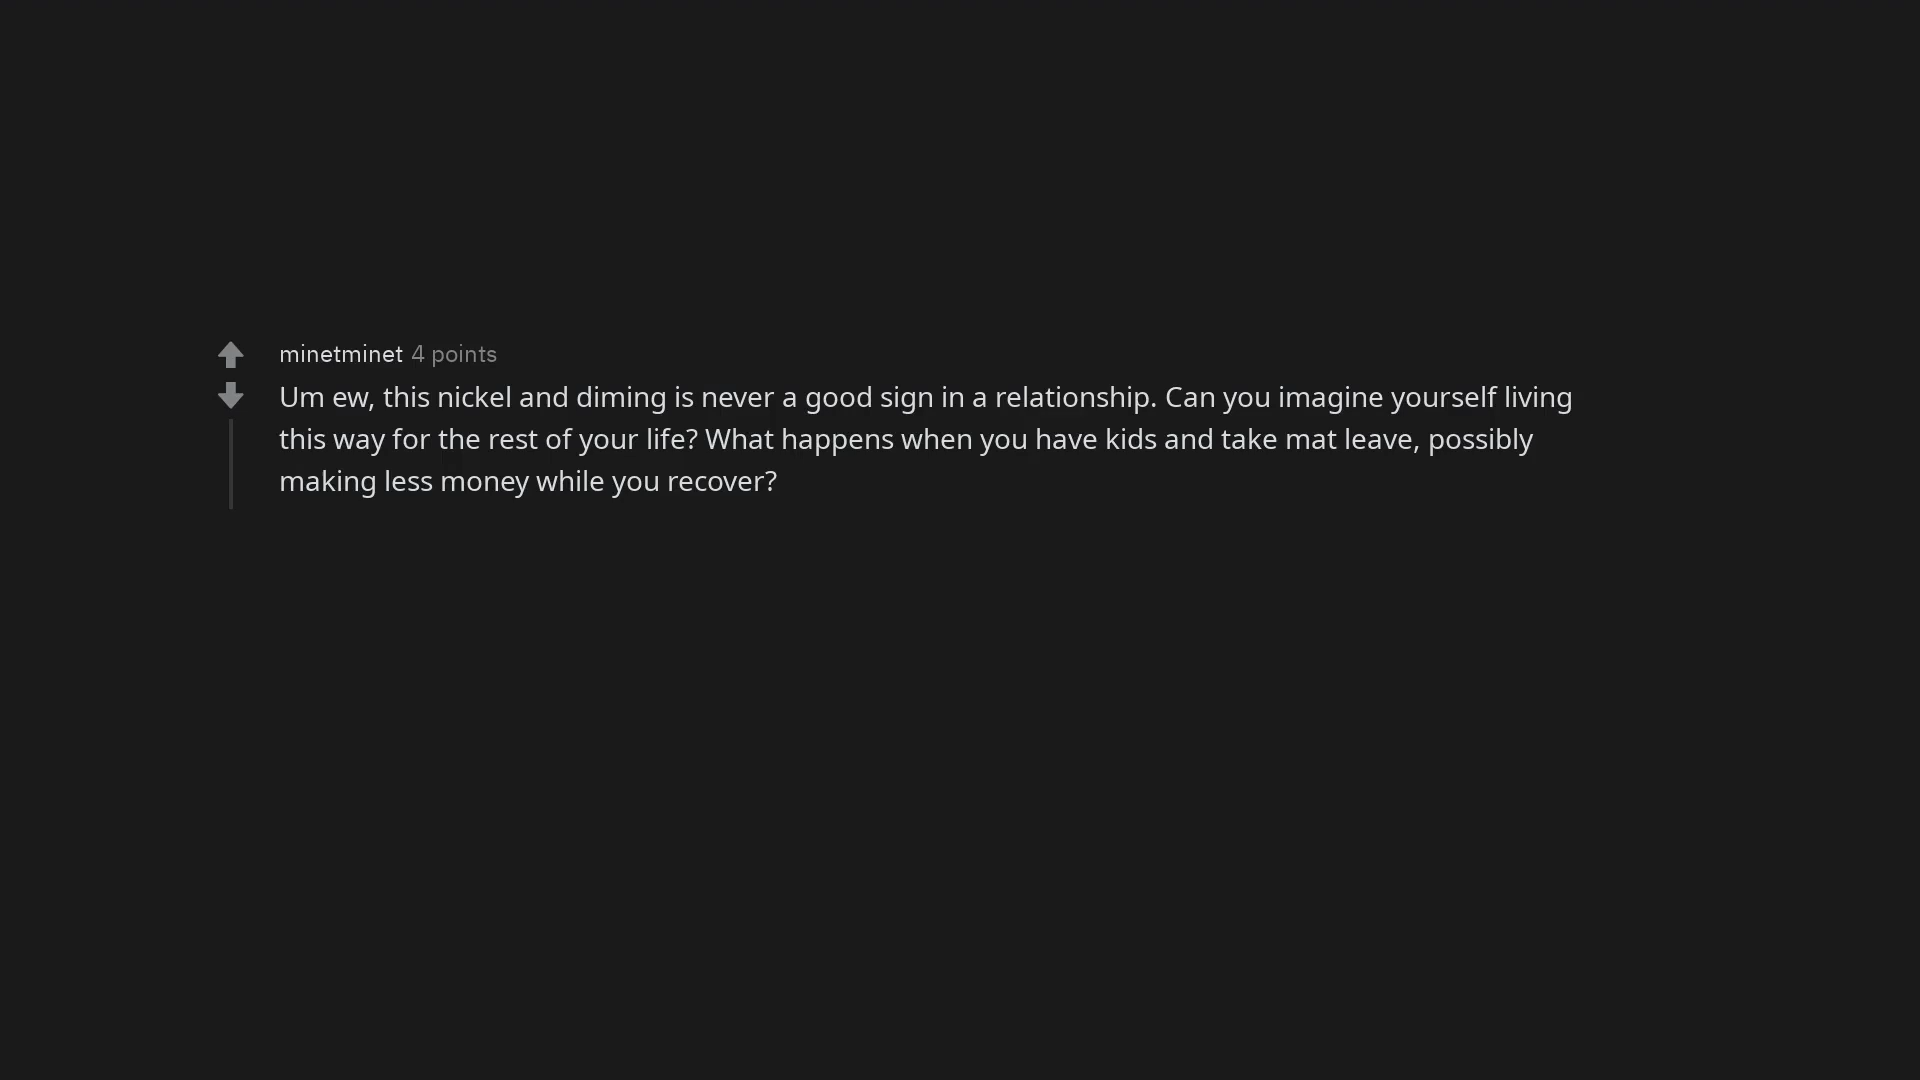 minetminet 4 points
Um ew, this nickel and diming is never a good sign in a relationship. Can you imagine yourself living
this way for the rest of your life? What happens when you have kids and take mat leave, possibly
making less money while you recover?